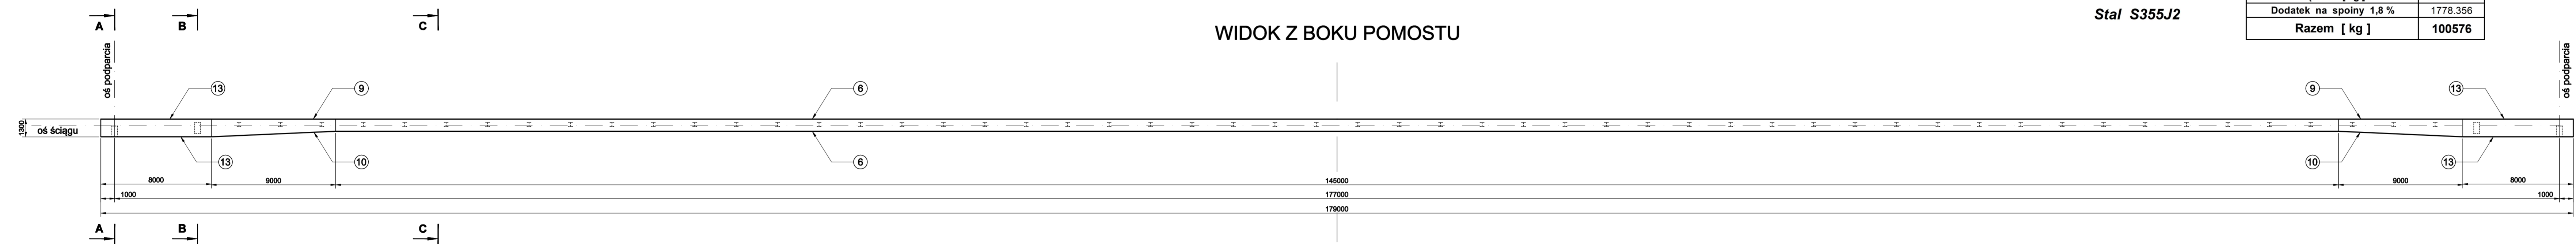 A B C
WIDOK Z BOKU POMOSTU
Stal S355J2
Dodatek na spoiny 1,8 % 1778.356
Razem [ kg ] 100576
oś podparcia
oś podparcia
13 9 6 9 13
1300
oś ściągu
13 10 6 10 13
8000 9000 145000 9000 8000
1000 177000 1000
179000
A B C